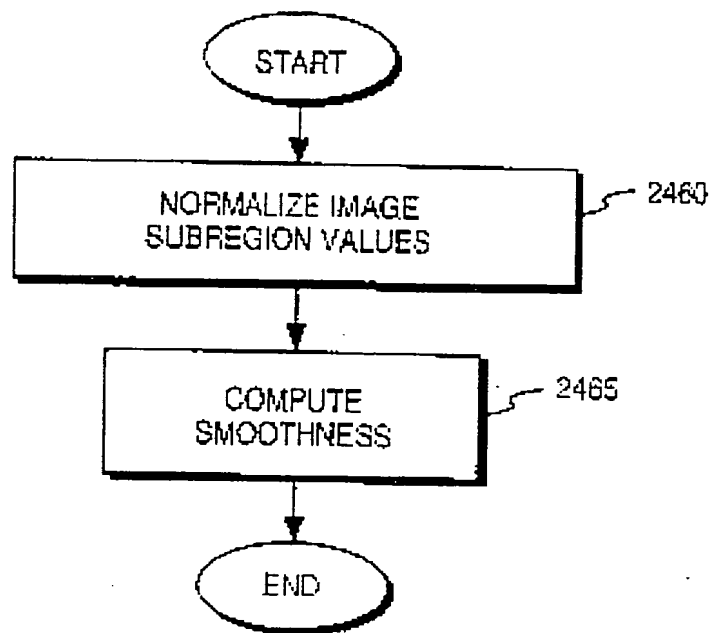 START
NORMALIZE IMAGE
SUBREGION VALUES
2460
COMPUTE
SMOOTHNESS
2465
END